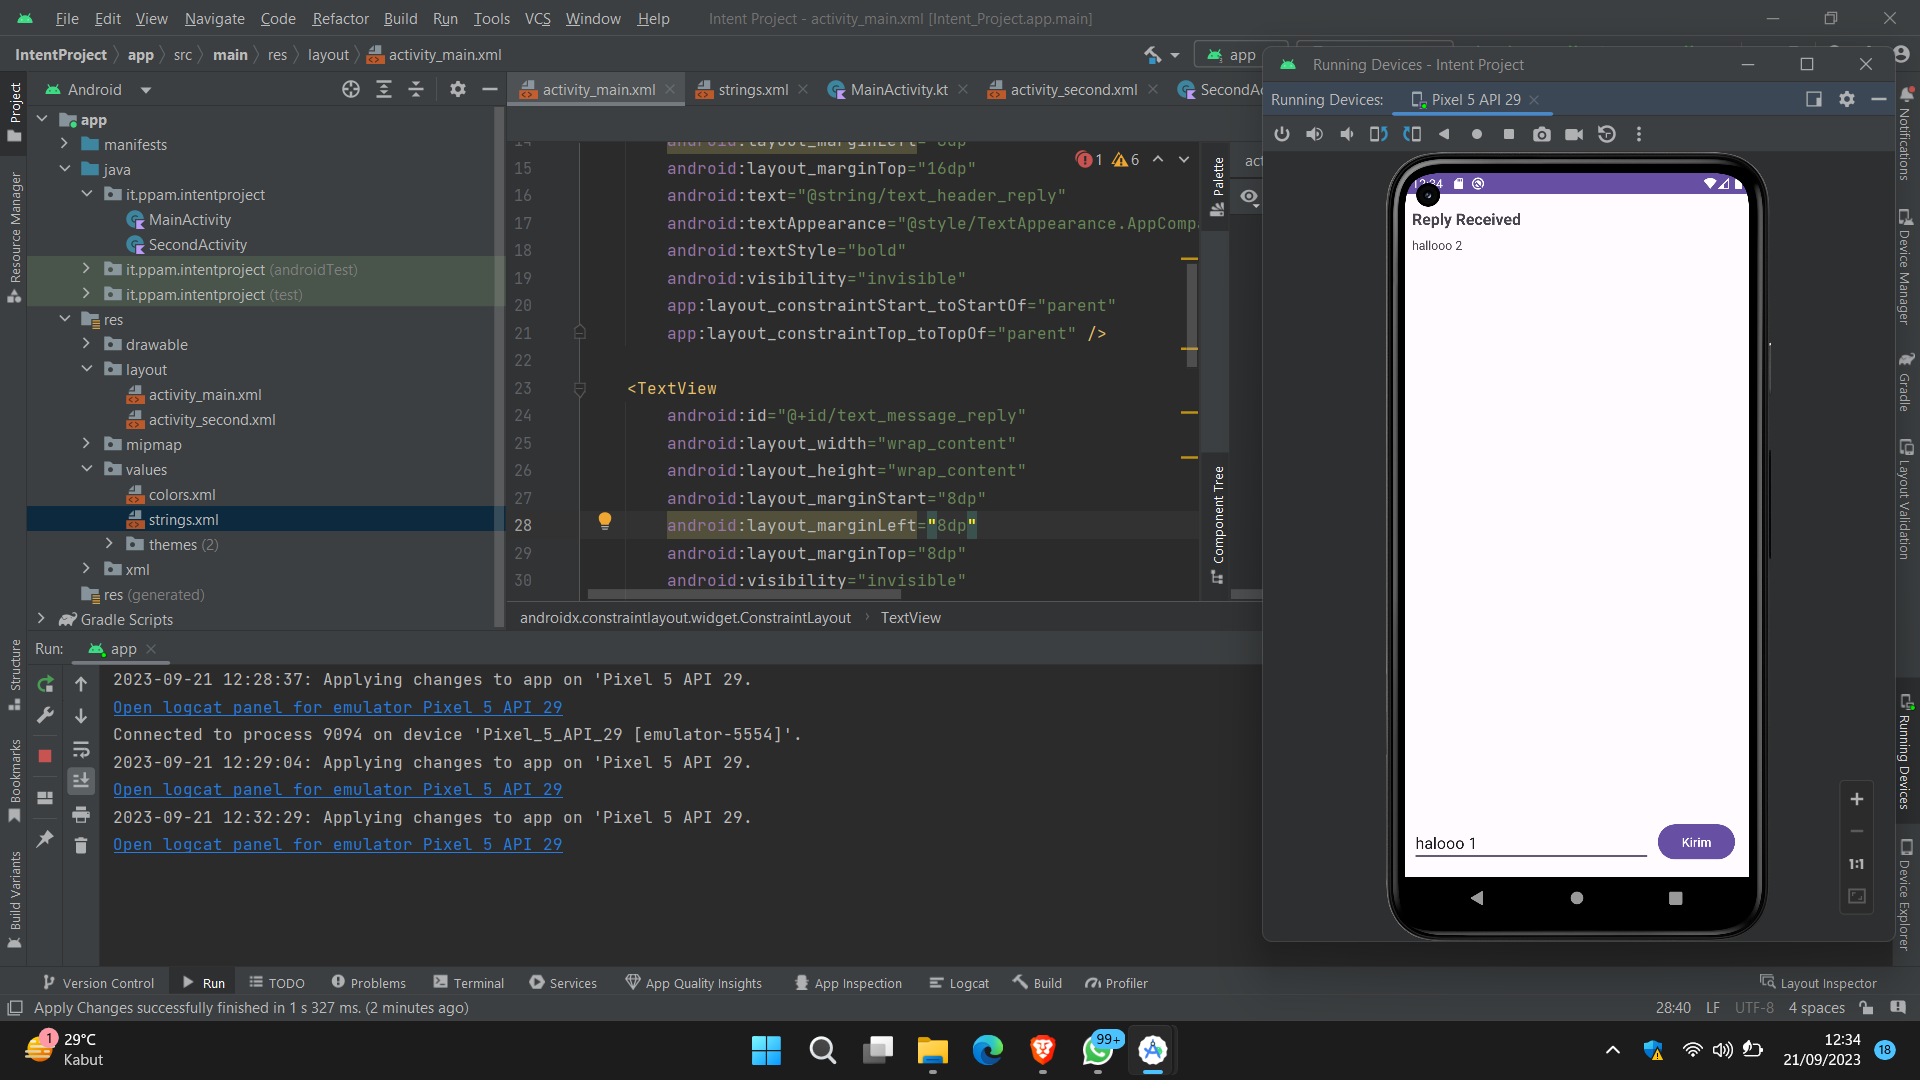 File Edit View Navigate Code Refactor Build Run Tools VCS Window Help Intent Project - activity_main.xml [Intent_Project.app.main]
IntentProject app src main res layout activity_main.xml
app
Running Devices - Intent Project
Android
activity_main.xml strings.xml MainActivity.kt activity_second.xml
Running Devices: Pixel 5 API 29
Project
Resource Manager
Structure
Bookmarks
Build Variants
app
manifests
java
it.ppam.intentproject
MainActivity
SecondActivity
it.ppam.intentproject (androidTest)
it.ppam.intentproject (test)
res
drawable
layout
activity_main.xml
activity_second.xml
mipmap
values
colors.xml
strings.xml
themes (2)
xml
res (generated)
Gradle Scripts
1 6
15 android:layout_marginTop="16dp"
16 android:text="@string/text_header_reply"
17 android:textAppearance="@style/TextAppearance.AppCompa
18 android:textStyle="bold"
19 android:visibility="invisible"
20 app:layout_constraintStart_toStartOf="parent"
21 app:layout_constraintTop_toTopOf="parent" />
22
23 <TextView
24 android:id="@+id/text_message_reply"
25 android:layout_width="wrap_content"
26 android:layout_height="wrap_content"
27 android:layout_marginStart="8dp"
28 android:layout_marginLeft="8dp"
29 android:layout_marginTop="8dp"
30 android:visibility="invisible"
androidx.constraintlayout.widget.ConstraintLayout TextView
Palette
Component Tree
12:34
Reply Received
hallooo 2
halooo 1
Kirim
1:1
Notifications
Device Manager
Gradle
Layout Validation
Running Devices
Device Explorer
Run: app
2023-09-21 12:28:37: Applying changes to app on 'Pixel 5 API 29.
Open logcat panel for emulator Pixel 5 API 29
Connected to process 9094 on device 'Pixel_5_API_29 [emulator-5554]'.
2023-09-21 12:29:04: Applying changes to app on 'Pixel 5 API 29.
Open logcat panel for emulator Pixel 5 API 29
2023-09-21 12:32:29: Applying changes to app on 'Pixel 5 API 29.
Open logcat panel for emulator Pixel 5 API 29
Version Control Run TODO Problems Terminal Services App Quality Insights App Inspection Logcat Build Profiler Layout Inspector
Apply Changes successfully finished in 1 s 327 ms. (2 minutes ago) 28:40 LF UTF-8 4 spaces
1 29°C
Kabut
99+
12:34
21/09/2023
18